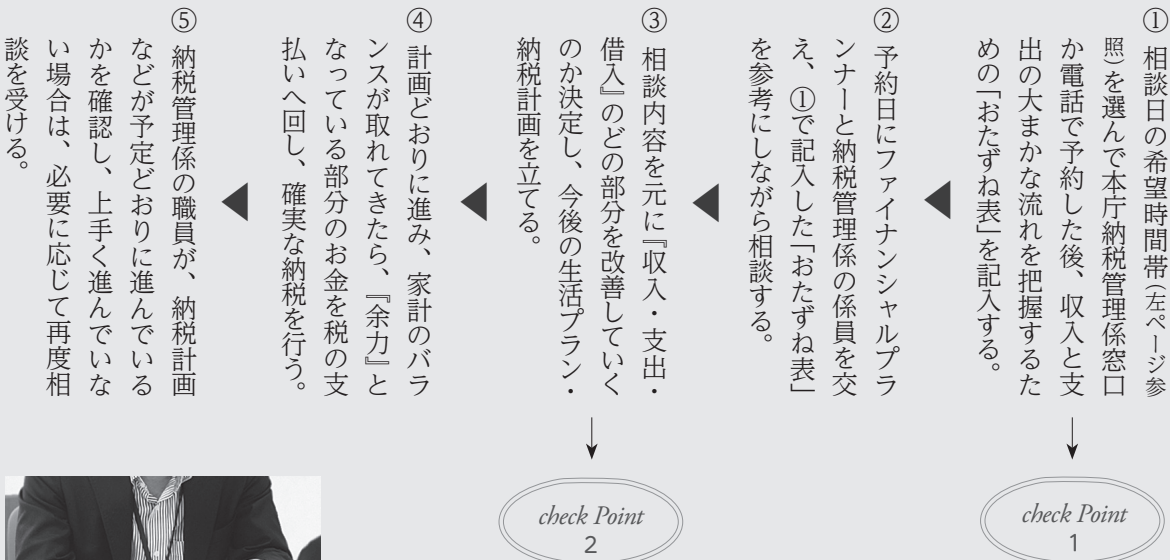 ① 相談日の希望時間帯(左ページ参
照)を選んで本庁納税管理係窓口
か電話で予約した後、収入と支
出の大まかな流れを把握するた
めの「おたずね表」を記入する。
② 予約日にファイナンシャルプラ
ンナーと納税管理係の係員を交
え、①で記入した「おたずね表」
を参考にしながら相談する。
③ 相談内容を元に『収入・支出・
借入』のどの部分を改善していく
のか決定し、今後の生活プラン・
納税計画を立てる。
④ 計画どおりに進み、家計のバラ
ンスが取れてきたら、『余力』と
なっている部分のお金を税の支
払いへ回し、確実な納税を行う。
⑤ 納税管理係の職員が、納税計画
などが予定どおりに進んでいる
かを確認し、上手く進んでいな
い場合は、必要に応じて再度相
談を受ける。
check Point
1
check Point
2